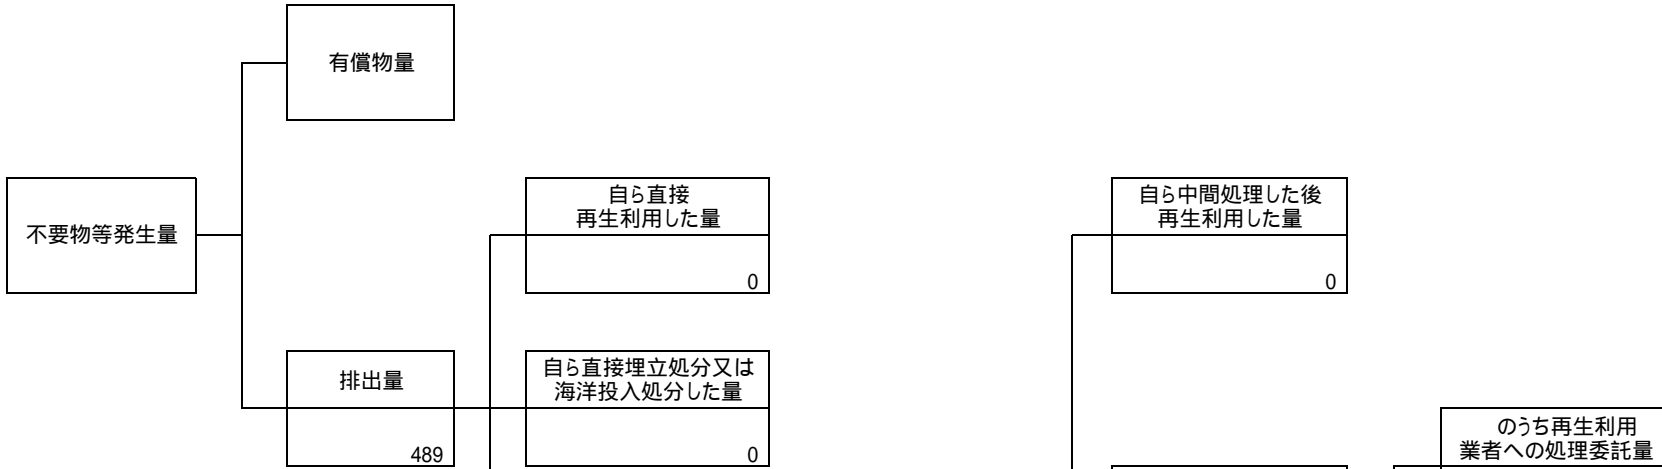 有償物量
不要物等発生量
自ら直接
再生利用した量
0
自ら中間処理した後
再生利用した量
0
排出量
489
自ら直接埋立処分又は
海洋投入処分した量
0
のうち再生利用
業者への処理委託量